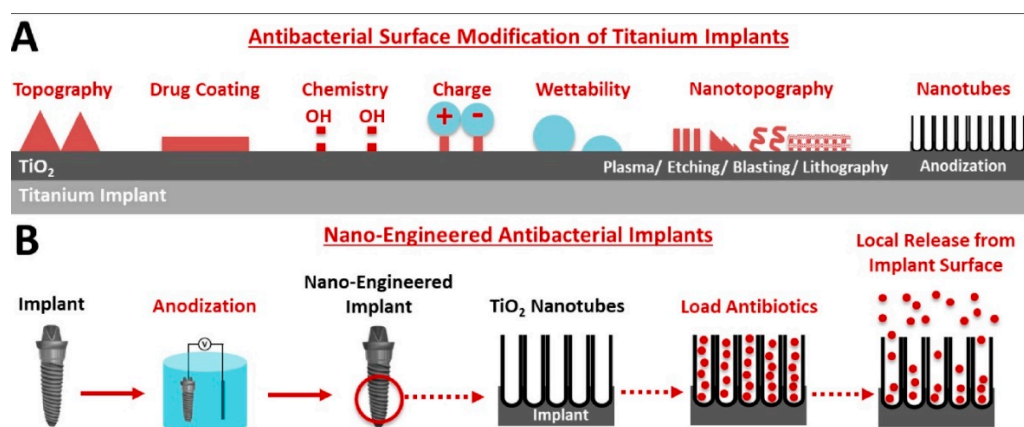 A
Antibacterial Surface Modification of Titanium Implants
Topography
Drug Coating
Chemistry
Charge
Wettability
Nanotopography
Nanotubes
OH OH
+ -
TiO₂
Plasma/ Etching/ Blasting/ Lithography
Anodization
Titanium Implant
B
Nano-Engineered Antibacterial Implants
Implant
Anodization
Nano-Engineered
Implant
TiO₂ Nanotubes
Load Antibiotics
Local Release from
Implant Surface
V
Implant